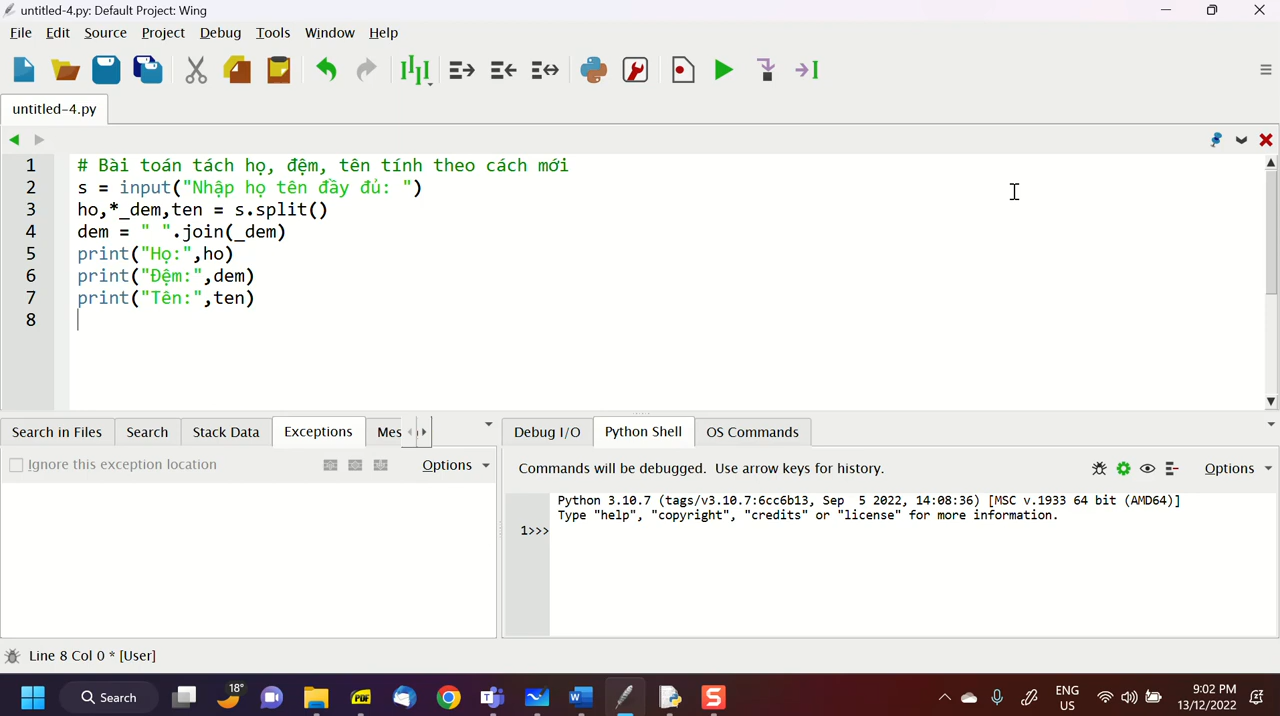 untitled-4.py: Default Project: Wing
File Edit Source Project Debug Tools Window Help
untitled-4.py
1 # Bài toán tách họ, đệm, tên tính theo cách mới
2 s = input("Nhập họ tên đầy đủ: ")
3 ho,*_dem,ten = s.split()
4 dem = " ".join(_dem)
5 print("Họ:",ho)
6 print("Đệm:",dem)
7 print("Tên:",ten)
8
Search in Files Search Stack Data Exceptions Mes
Ignore this exception location Options
Debug I/O Python Shell OS Commands
Commands will be debugged. Use arrow keys for history. Options
Python 3.10.7 (tags/v3.10.7:6cc6b13, Sep 5 2022, 14:08:36) [MSC v.1933 64 bit (AMD64)]
Type "help", "copyright", "credits" or "license" for more information.
1>>>
Line 8 Col 0 * [User]
18°
Search
PDF
ENG
US
9:02 PM
13/12/2022